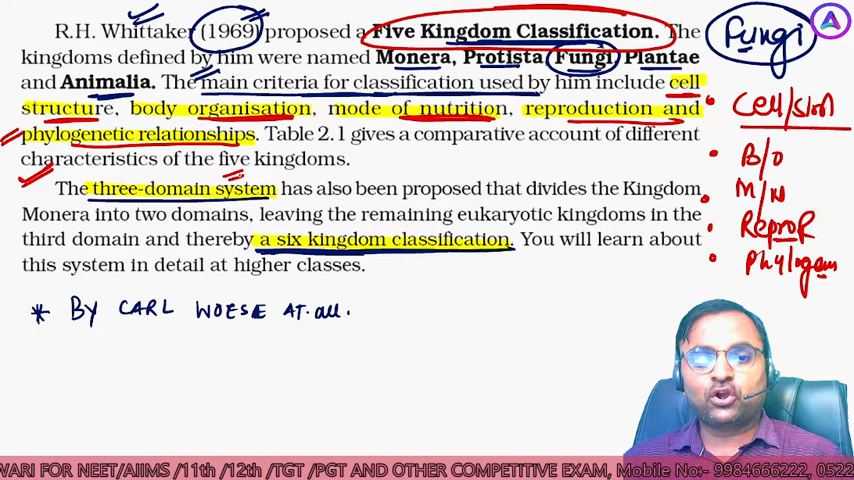 R.H. Whittaker (1969) proposed a Five Kingdom Classification. The
kingdoms defined by him were named Monera, Protista, Fungi, Plantae
and Animalia. The main criteria for classification used by him include cell
structure, body organisation, mode of nutrition, reproduction and
phylogenetic relationships. Table 2.1 gives a comparative account of different
characteristics of the five kingdoms.
The three-domain system has also been proposed that divides the Kingdom
Monera into two domains, leaving the remaining eukaryotic kingdoms in the
third domain and thereby a six kingdom classification. You will learn about
this system in detail at higher classes.
* By CARL WOESE AT. all.
Fungi
A
Cell/
B/O
M/N
Repro
Phylogem
WARI FOR NEET/AIIMS /11th /12th /TGT /PGT AND OTHER COMPETITIVE EXAM, Mobile No:- 9984666222, 0522